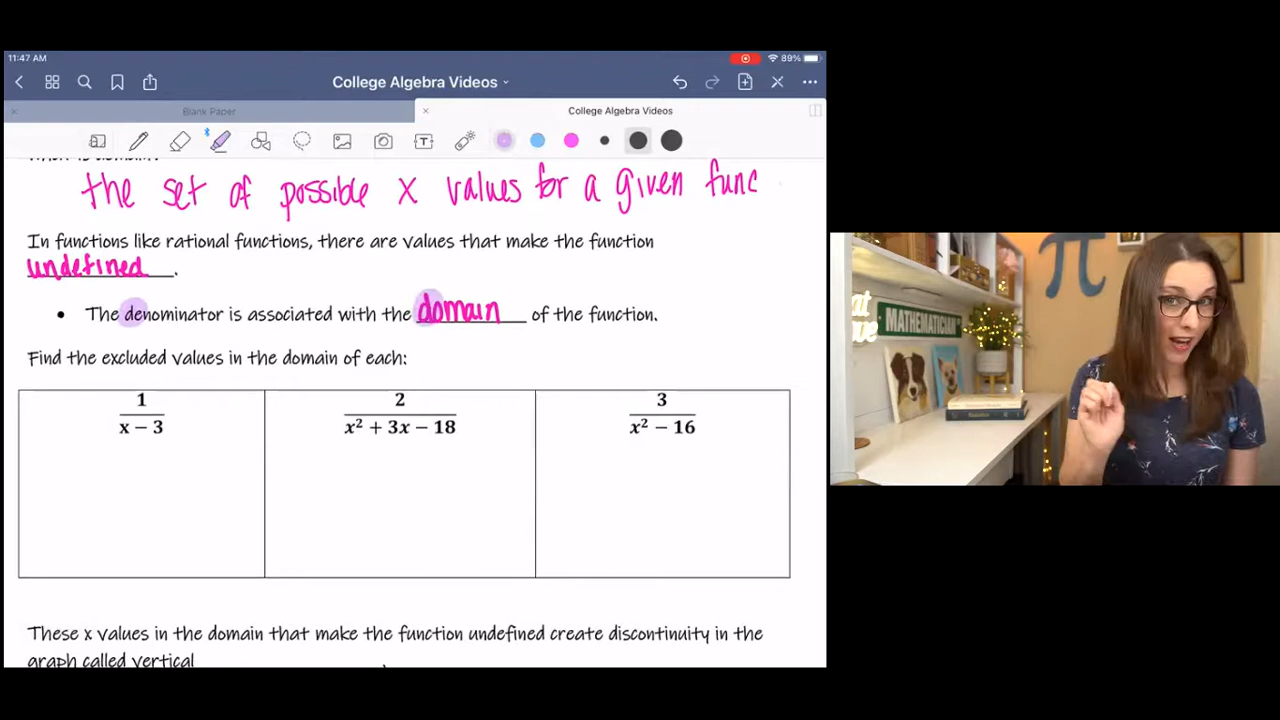 11:47 AM
89%
College Algebra Videos
Blank Paper
College Algebra Videos
the set of possible x values for a given func
In functions like rational functions, there are values that make the function
undefined.
• The denominator is associated with the domain of the function.
Find the excluded values in the domain of each:
1
x − 3
2
x² + 3x − 18
3
x² − 16
These x values in the domain that make the function undefined create discontinuity in the
graph called vertical
MATHEMATICIAN